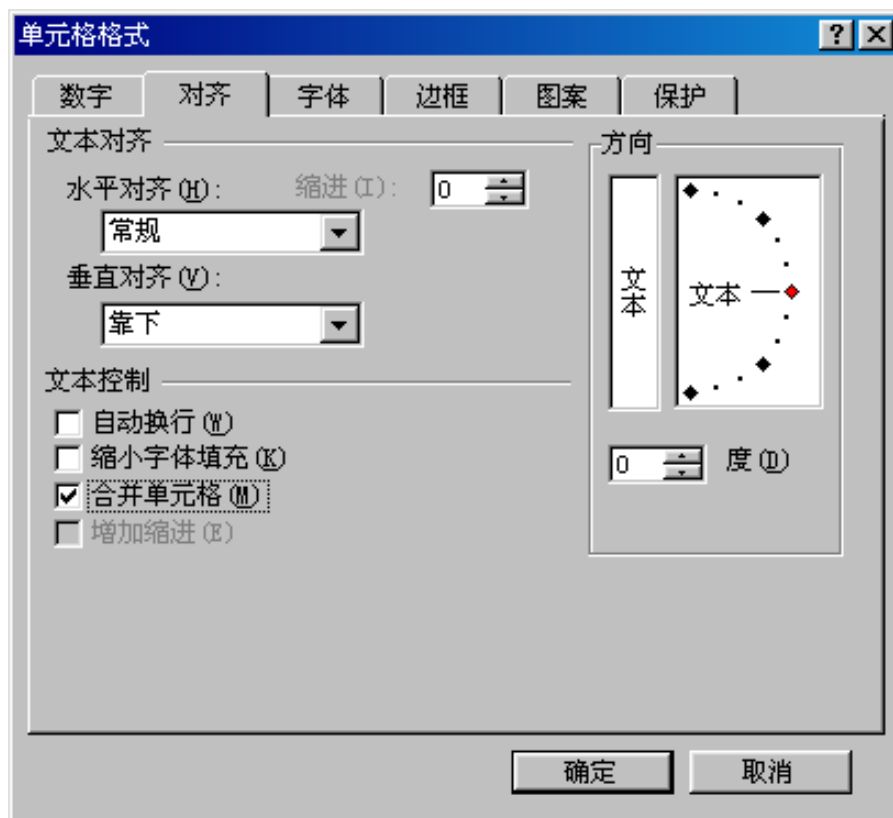 单元格格式
数字 对齐 字体 边框 图案 保护
文本对齐
水平对齐(H): 缩进(I): 0
常规
垂直对齐(V):
靠下
文本控制
自动换行(W)
缩小字体填充(K)
合并单元格(M)
增加缩进(E)
方向
文本
文本
0 度(D)
确定 取消